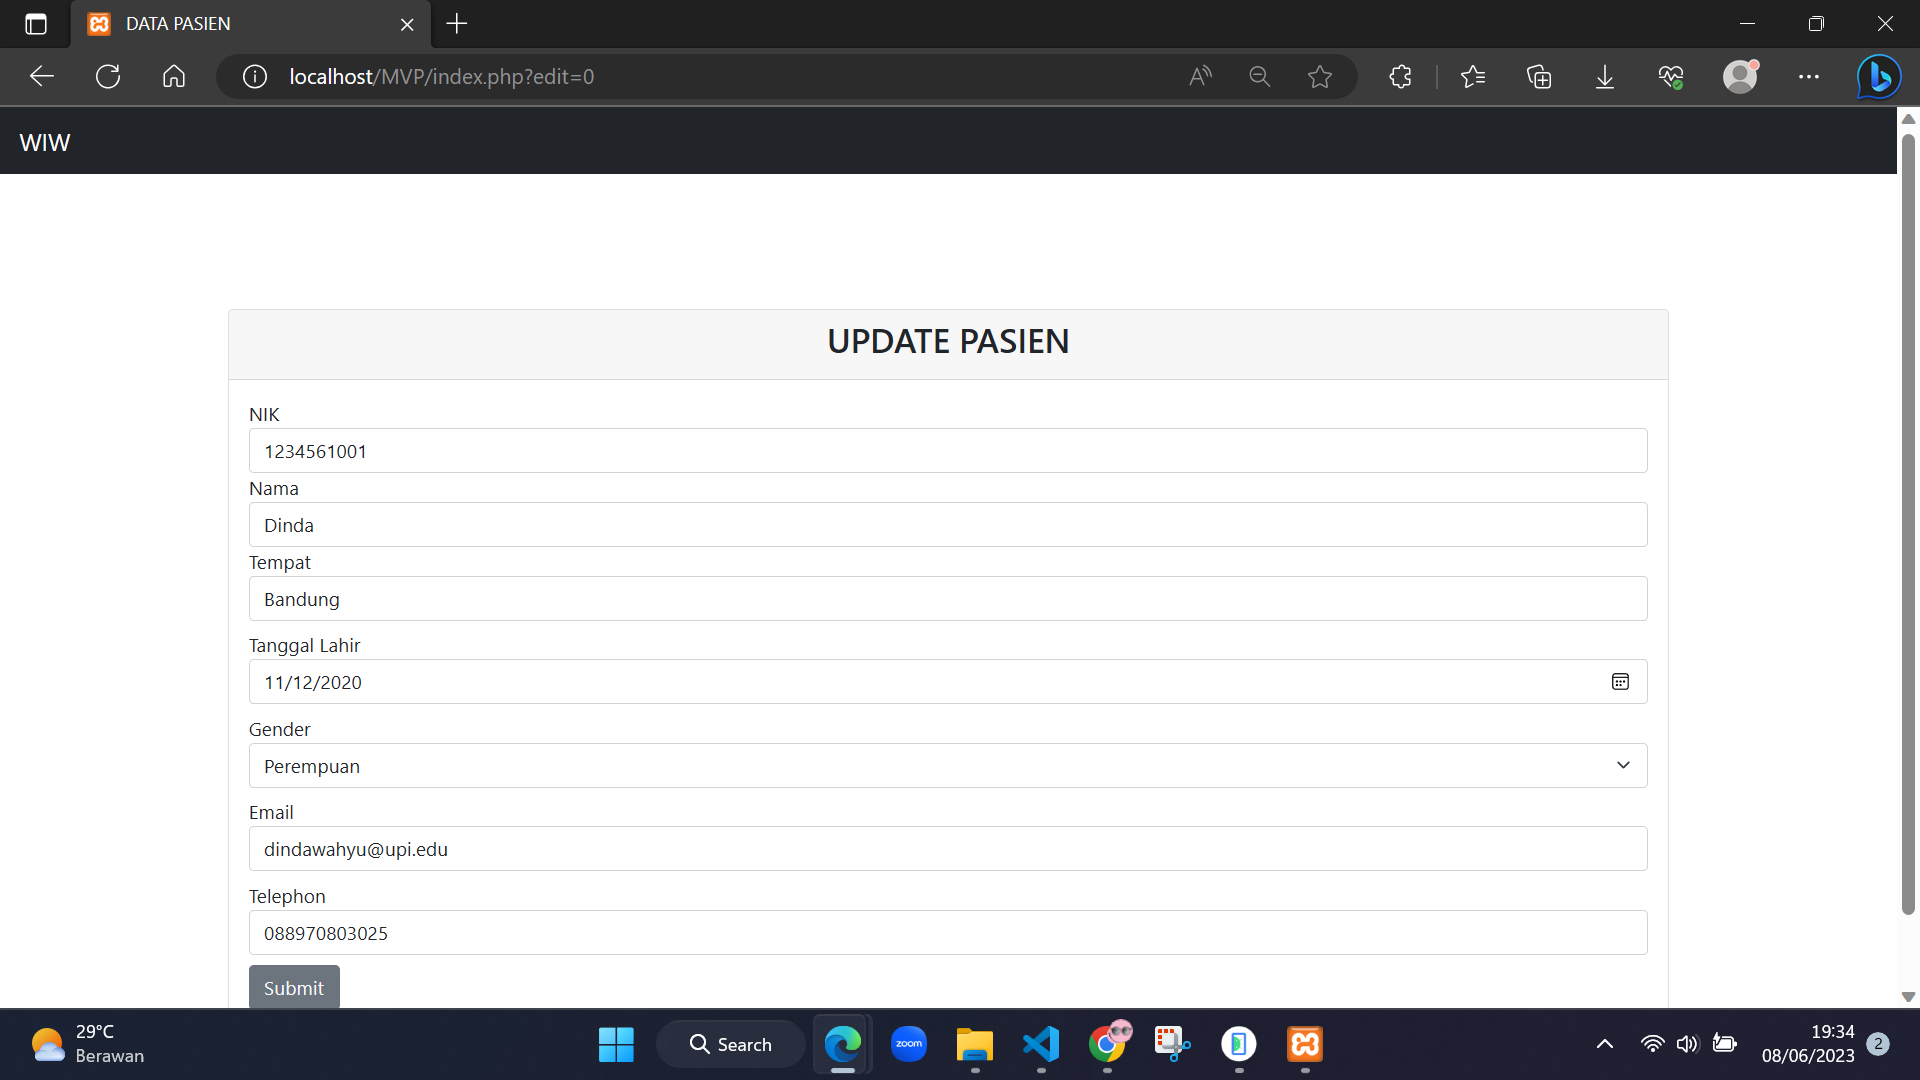 DATA PASIEN
localhost/MVP/index.php?edit=0
WIW
UPDATE PASIEN
NIK
1234561001
Nama
Dinda
Tempat
Bandung
Tanggal Lahir
11/12/2020
Gender
Perempuan
Email
dindawahyu@upi.edu
Telephon
088970803025
Submit
29°C
Berawan
Search
zoom
19:34
08/06/2023
2